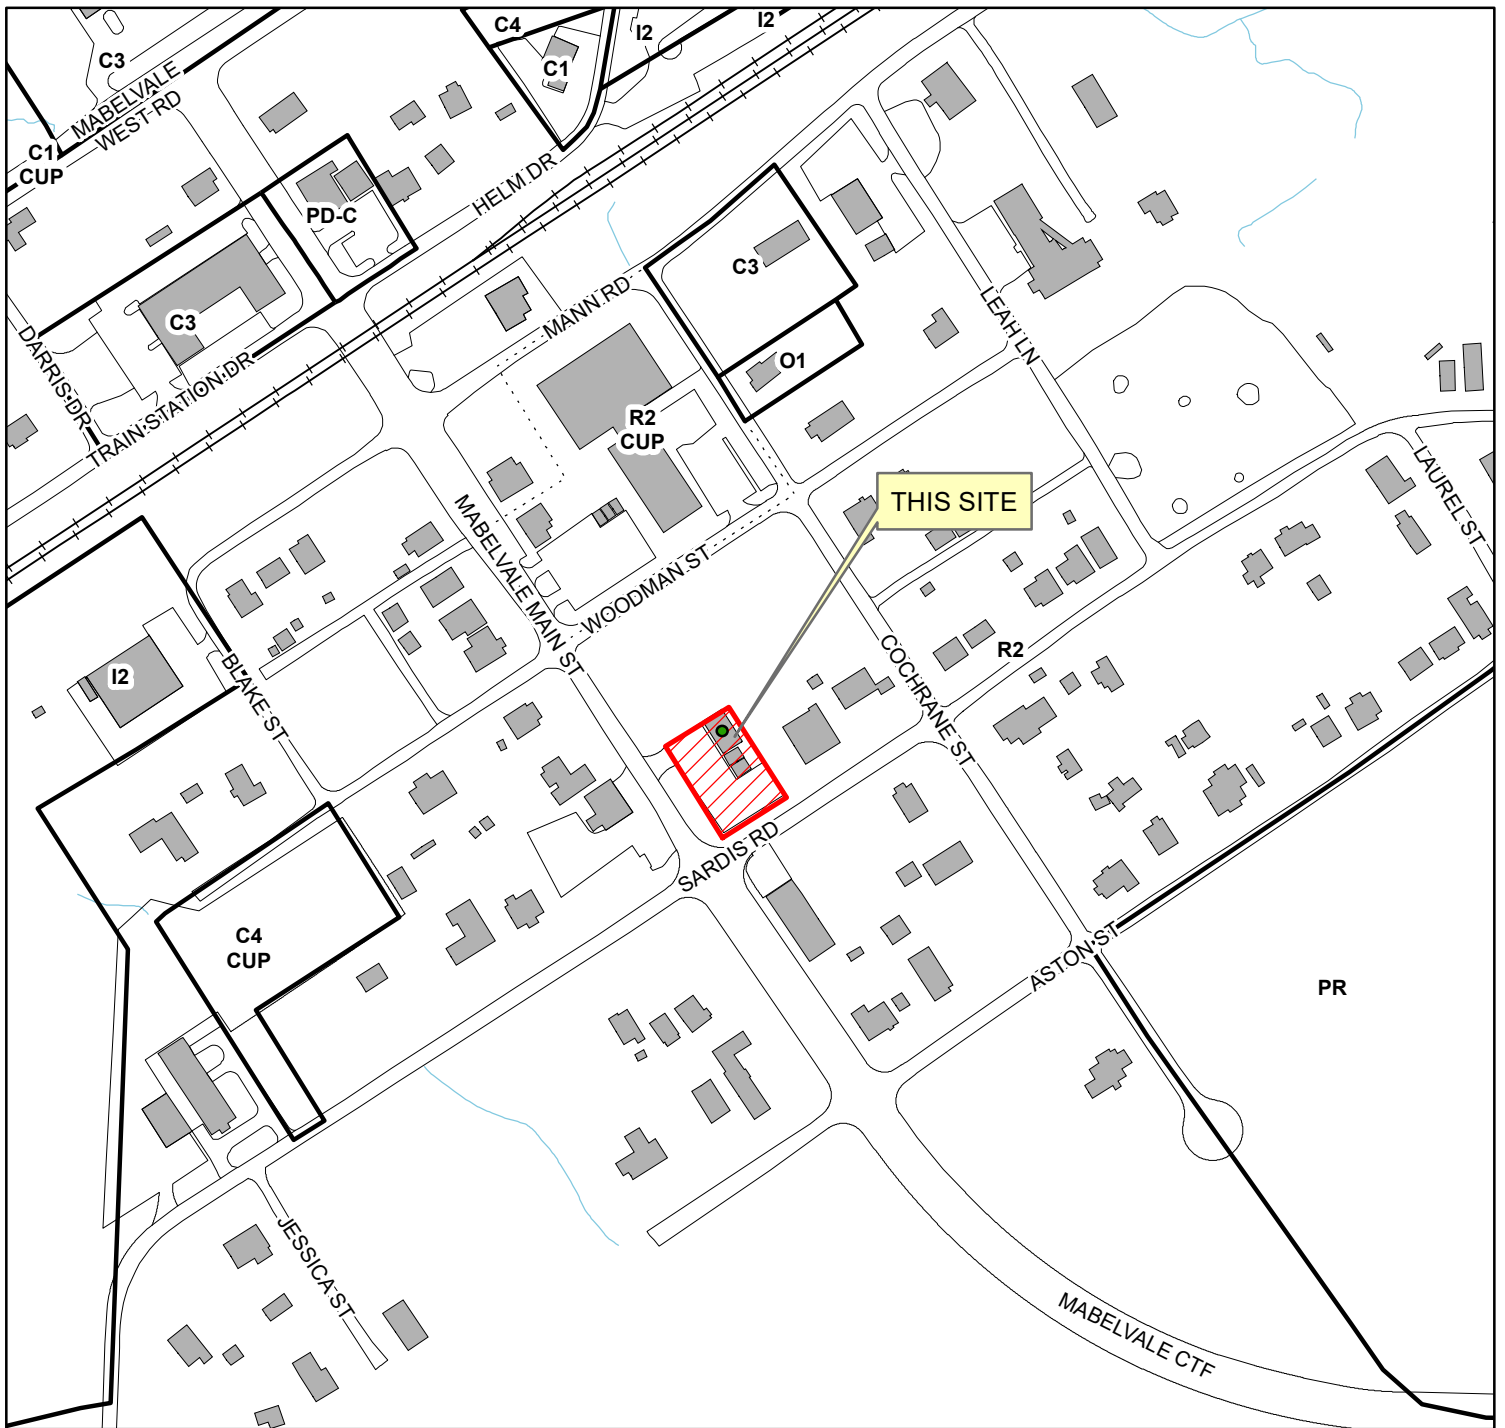 C4
I2
I2
C3
C1
MABELVALE
WEST RD
C1
CUP
PD-C
HELM DR
C3
MANN RD
LEAH LN
C3
O1
DARRIS DR
TRAIN STATION DR
R2
CUP
LAUREL ST
THIS SITE
MABELVALE MAIN ST
WOODMAN ST
COCHRANE ST
R2
I2
BLAKE ST
SARDIS RD
C4
CUP
ASTON ST
PR
JESSICA ST
MABELVALE CTF